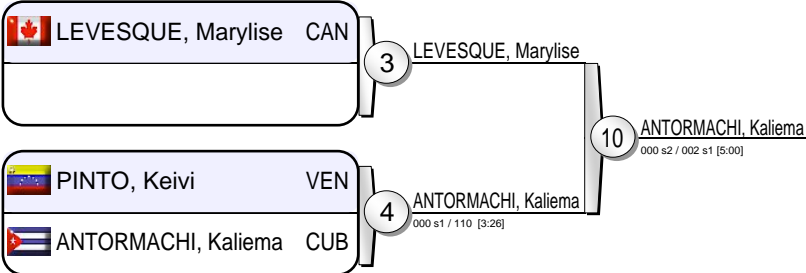 LEVESQUE, Marylise CAN
3
LEVESQUE, Marylise
10
ANTORMACHI, Kaliema
000 s2 / 002 s1 [5:00]
PINTO, Keivi VEN
ANTORMACHI, Kaliema CUB
4
ANTORMACHI, Kaliema
000 s1 / 110 [3:26]